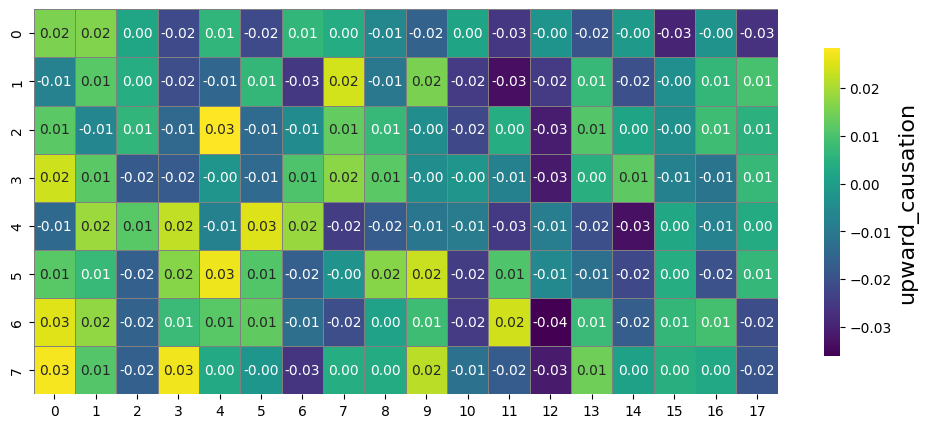 0 0.02 0.02 0.00 -0.02 0.01 -0.02 0.01 0.00 -0.01 -0.02 0.00 -0.03 -0.00 -0.02 -0.00 -0.03 -0.00 -0.03
1 -0.01 0.01 0.00 -0.02 -0.01 0.01 -0.03 0.02 -0.01 0.02 -0.02 -0.03 -0.02 0.01 -0.02 -0.00 0.01 0.01
2 0.01 -0.01 0.01 -0.01 0.03 -0.01 -0.01 0.01 0.01 -0.00 -0.02 0.00 -0.03 0.01 0.00 -0.00 0.01 0.01
3 0.02 0.01 -0.02 -0.02 -0.00 -0.01 0.01 0.02 0.01 -0.00 -0.00 -0.01 -0.03 0.00 0.01 -0.01 -0.01 0.01
4 -0.01 0.02 0.01 0.02 -0.01 0.03 0.02 -0.02 -0.02 -0.01 -0.01 -0.03 -0.01 -0.02 -0.03 0.00 -0.01 0.00
5 0.01 0.01 -0.02 0.02 0.03 0.01 -0.02 -0.00 0.02 0.02 -0.02 0.01 -0.01 -0.01 -0.02 0.00 -0.02 0.01
6 0.03 0.02 -0.02 0.01 0.01 0.01 -0.01 -0.02 0.00 0.01 -0.02 0.02 -0.04 0.01 -0.02 0.01 0.01 -0.02
7 0.03 0.01 -0.02 0.03 0.00 -0.00 -0.03 0.00 0.00 0.02 -0.01 -0.02 -0.03 0.01 0.00 0.00 0.00 -0.02
0 1 2 3 4 5 6 7 8 9 10 11 12 13 14 15 16 17
0.02
0.01
0.00
−0.01
−0.02
−0.03
upward_causation